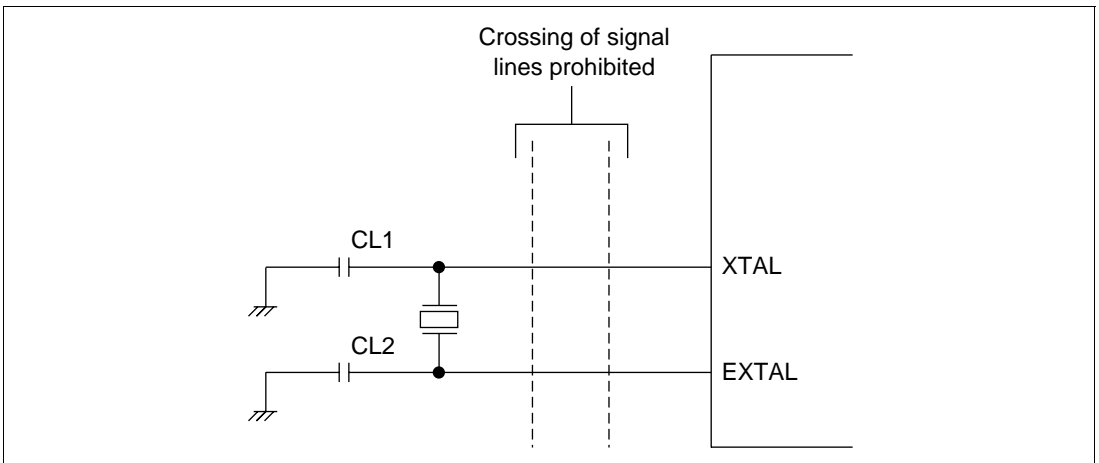 Crossing of signal
lines prohibited
CL1
XTAL
CL2
EXTAL